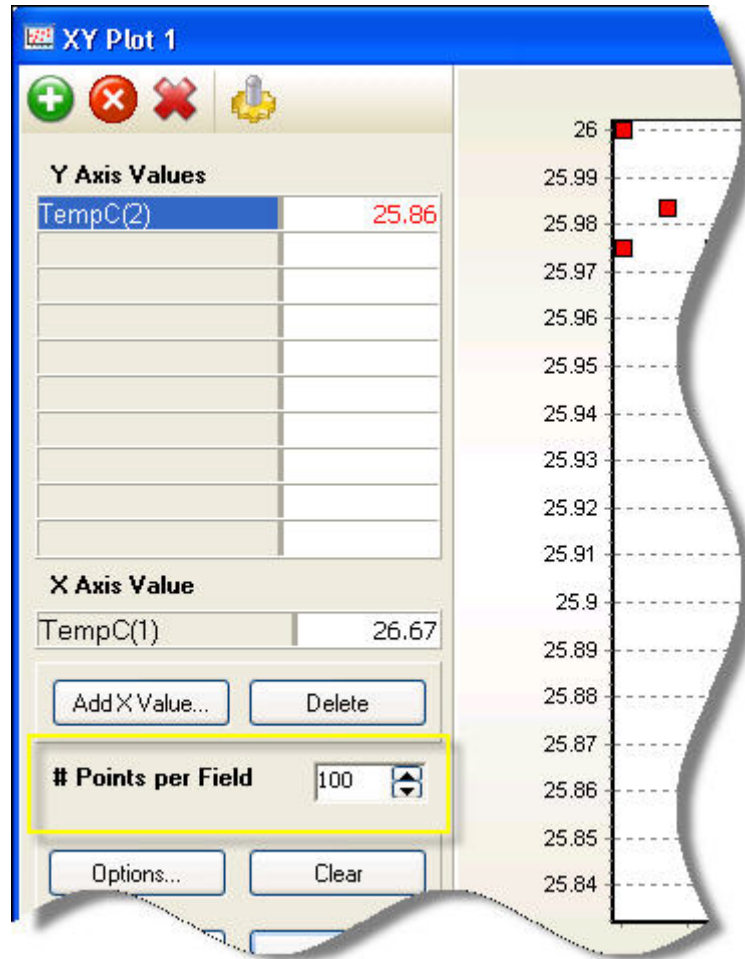 XY Plot 1
Y Axis Values
TempC(2) 25.86
X Axis Value
TempC(1) 26.67
Add X Value... Delete
# Points per Field 100
Options... Clear
26
25.99
25.98
25.97
25.96
25.95
25.94
25.93
25.92
25.91
25.9
25.89
25.88
25.87
25.86
25.85
25.84